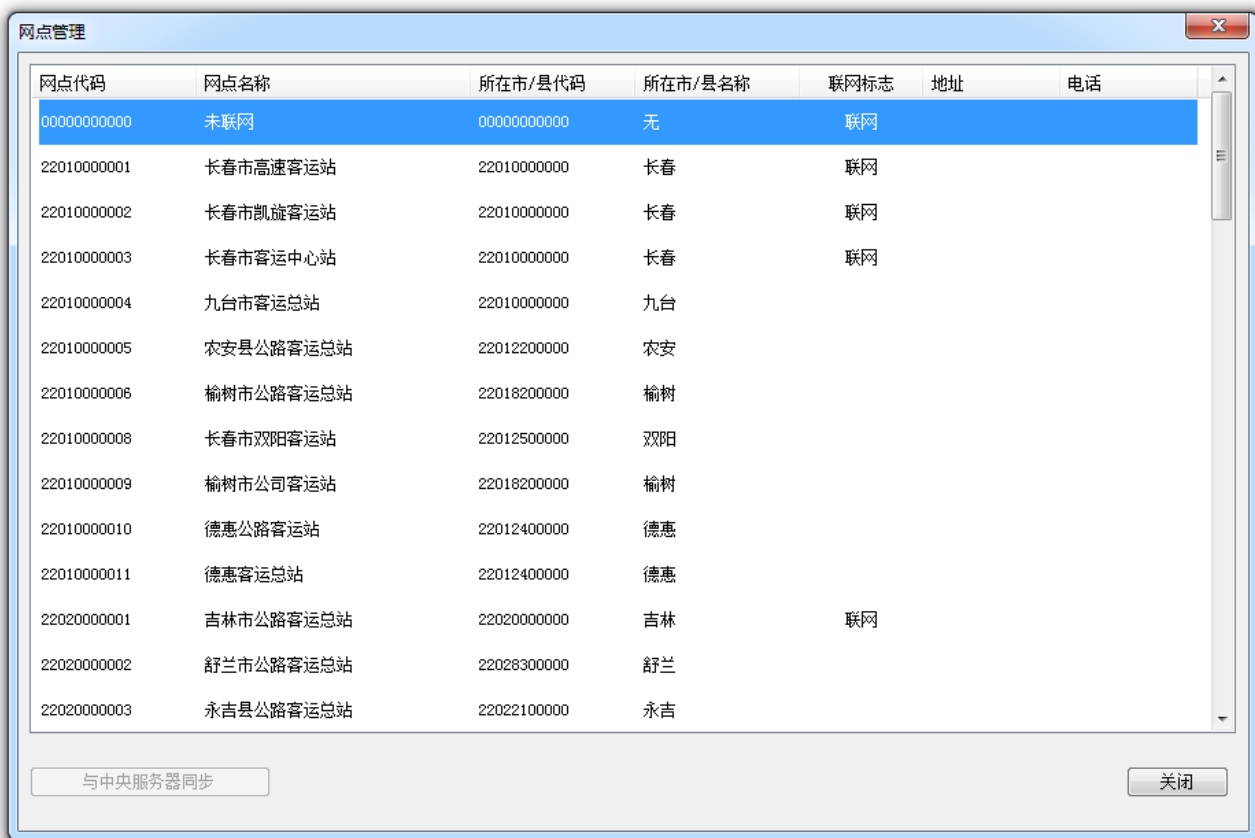 网点管理
网点代码 网点名称 所在市/县代码 所在市/县名称 联网标志 地址 电话
00000000000 未联网 00000000000 无 联网
22010000001 长春市高速客运站 22010000000 长春 联网
22010000002 长春市凯旋客运站 22010000000 长春 联网
22010000003 长春市客运中心站 22010000000 长春 联网
22010000004 九台市客运总站 22010000000 九台
22010000005 农安县公路客运总站 22012200000 农安
22010000006 榆树市公路客运总站 22018200000 榆树
22010000008 长春市双阳客运站 22012500000 双阳
22010000009 榆树市公司客运站 22018200000 榆树
22010000010 德惠公路客运站 22012400000 德惠
22010000011 德惠客运总站 22012400000 德惠
22020000001 吉林市公路客运总站 22020000000 吉林 联网
22020000002 舒兰市公路客运总站 22028300000 舒兰
22020000003 永吉县公路客运总站 22022100000 永吉
与中央服务器同步 关闭